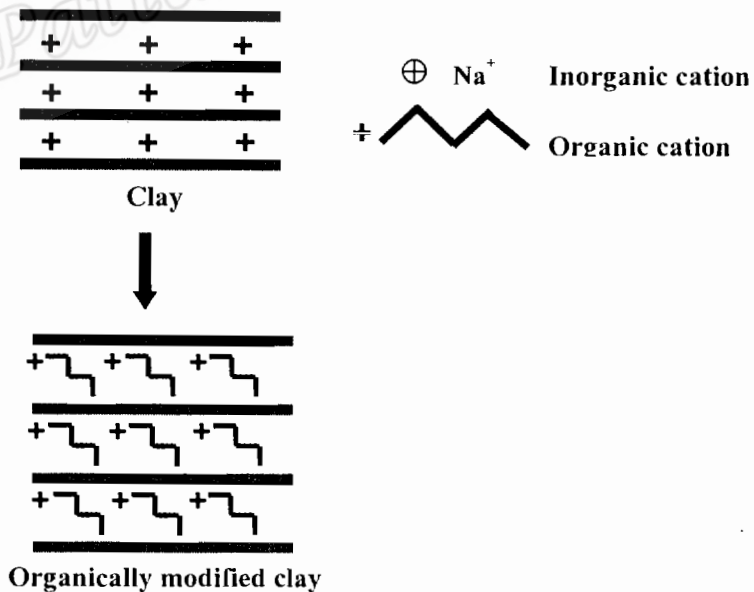 + + +
+ + +
+ + +
Clay
⊕ Na⁺ Inorganic cation
+ Organic cation
+ + +
+ + +
+ + +
Organically modified clay